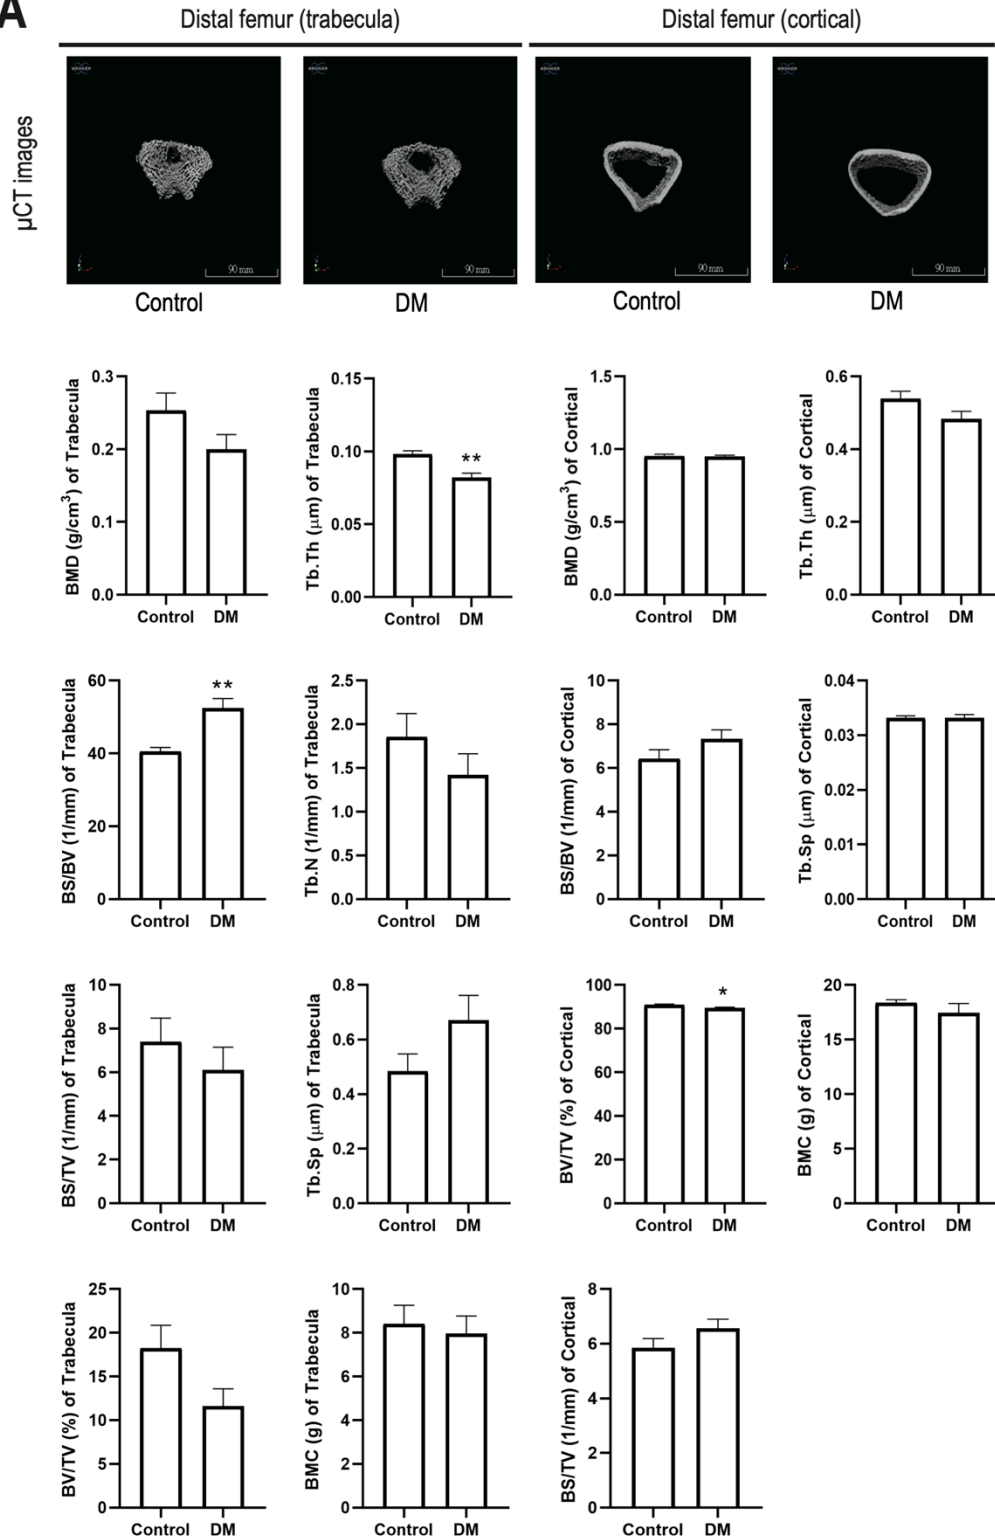 A
Distal femur (trabecula)
Distal femur (cortical)
μCT images
BRUKER
BRUKER
BRUKER
BRUKER
90 mm
90 mm
90 mm
90 mm
Control
DM
Control
DM
BMD (g/cm³) of Trabecula
0.3
0.2
0.1
0.0
Control DM
Tb.Th (μm) of Trabecula
0.15
0.10
0.05
0.00
**
Control DM
BMD (g/cm³) of Cortical
1.5
1.0
0.5
0.0
Control DM
Tb.Th (μm) of Cortical
0.6
0.4
0.2
0.0
Control DM
BS/BV (1/mm) of Trabecula
60
40
20
0
**
Control DM
Tb.N (1/mm) of Trabecula
2.5
2.0
1.5
1.0
0.5
0.0
Control DM
BS/BV (1/mm) of Cortical
10
8
6
4
2
0
Control DM
Tb.Sp (μm) of Cortical
0.04
0.03
0.02
0.01
0.00
Control DM
BS/TV (1/mm) of Trabecula
10
8
6
4
2
0
Control DM
Tb.Sp (μm) of Trabecula
0.8
0.6
0.4
0.2
0.0
Control DM
BV/TV (%) of Cortical
100
80
60
40
20
0
*
Control DM
BMC (g) of Cortical
20
15
10
5
0
Control DM
BV/TV (%) of Trabecula
25
20
15
10
5
0
Control DM
BMC (g) of Trabecula
10
8
6
4
2
0
Control DM
BS/TV (1/mm) of Cortical
8
6
4
2
0
Control DM